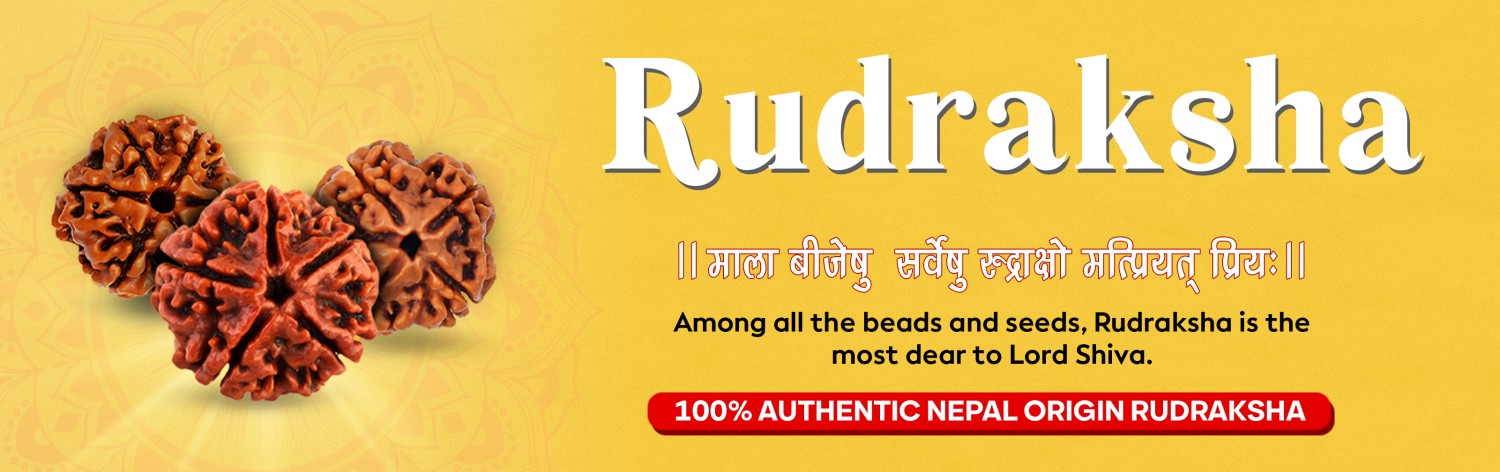 Rudraksha
।। माला बीजेषु सर्वेषु रूद्राक्षो मत्प्रियत् प्रियः।।
Among all the beads and seeds, Rudraksha is the
most dear to Lord Shiva.
100% AUTHENTIC NEPAL ORIGIN RUDRAKSHA